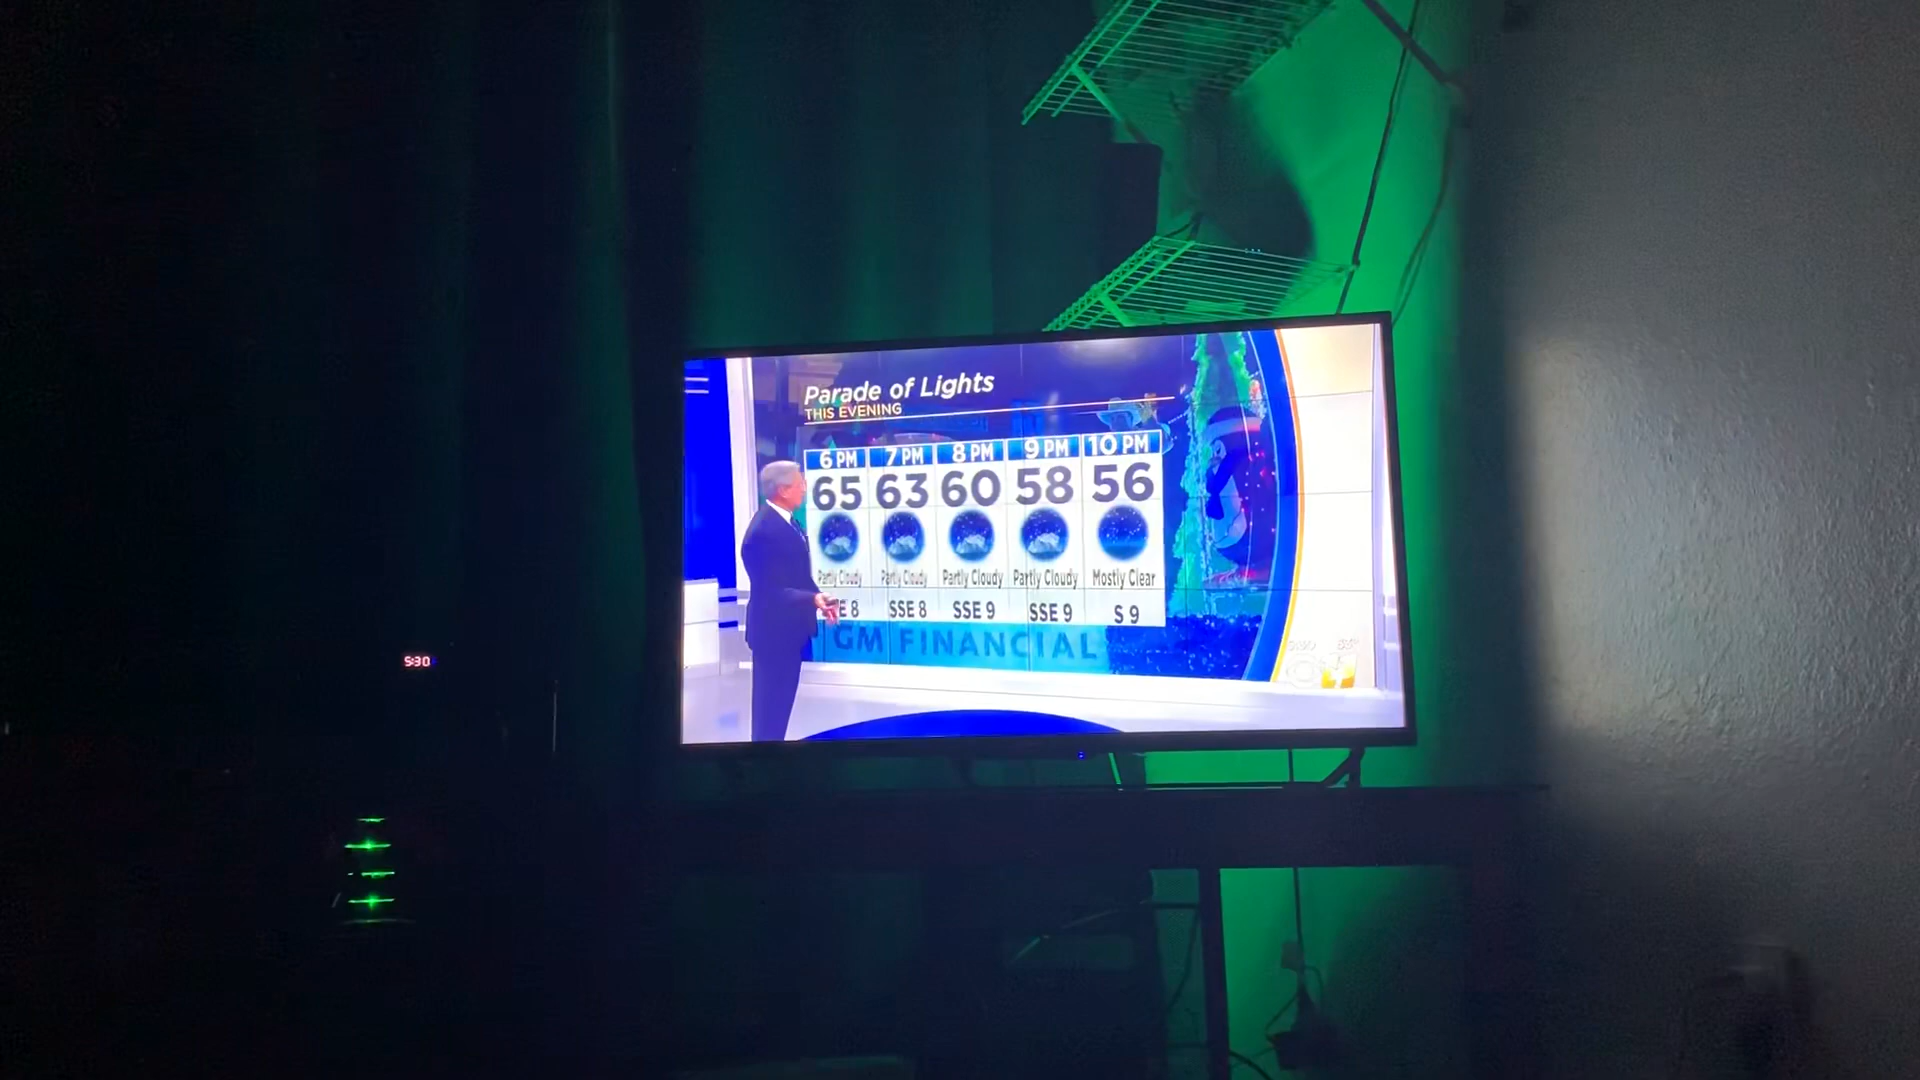 Parade of Lights
THIS EVENING
6 PM 7 PM 8 PM 9 PM 10 PM
65 63 60 58 56
Partly Cloudy Partly Cloudy Partly Cloudy Partly Cloudy Mostly Clear
E 8 SSE 8 SSE 9 SSE 9 S 9
GM FINANCIAL
5:30